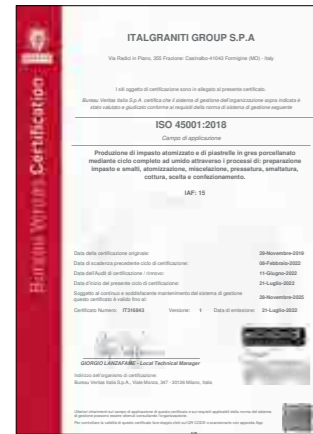 Bureau Veritas Certification
ITALGRANITI GROUP S.P.A
Via Radici in Piano, 355 Frazione: Casinalbo-41043 Formigine (MO) - Italy
I siti oggetto di certificazione sono in allegato al presente certificato.
Bureau Veritas Italia S.p.A. certifica che il sistema di gestione dell'organizzazione sopra indicata è
stato valutato e giudicato conforme ai requisiti della norma di sistema di gestione seguente
ISO 45001:2018
Campo di applicazione
Produzione di impasto atomizzato e di piastrelle in gres porcellanato
mediante ciclo completo ad umido attraverso i processi di: preparazione
impasto e smalti, atomizzazione, miscelazione, pressatura, smaltatura,
cottura, scelta e confezionamento.
IAF: 15
Data della certificazione originale: 29-Novembre-2019
Data di scadenza precedente ciclo di certificazione:
Data dell'Audit di certificazione / rinnovo: 11-Giugno-2022
Data d'inizio del presente ciclo di certificazione:
Soggetto al continuo e soddisfacente mantenimento del sistema di gestione
questo certificato è valido fino al:
Certificato Numero: Versione: 1 Data di emissione: 21-Luglio-2022
GIORGIO LANZAFAME - Local Technical Manager
Indirizzo dell'organismo di certificazione:
Bureau Veritas Italia S.p.A., Viale Monza, 347 - 20126 Milano, Italia